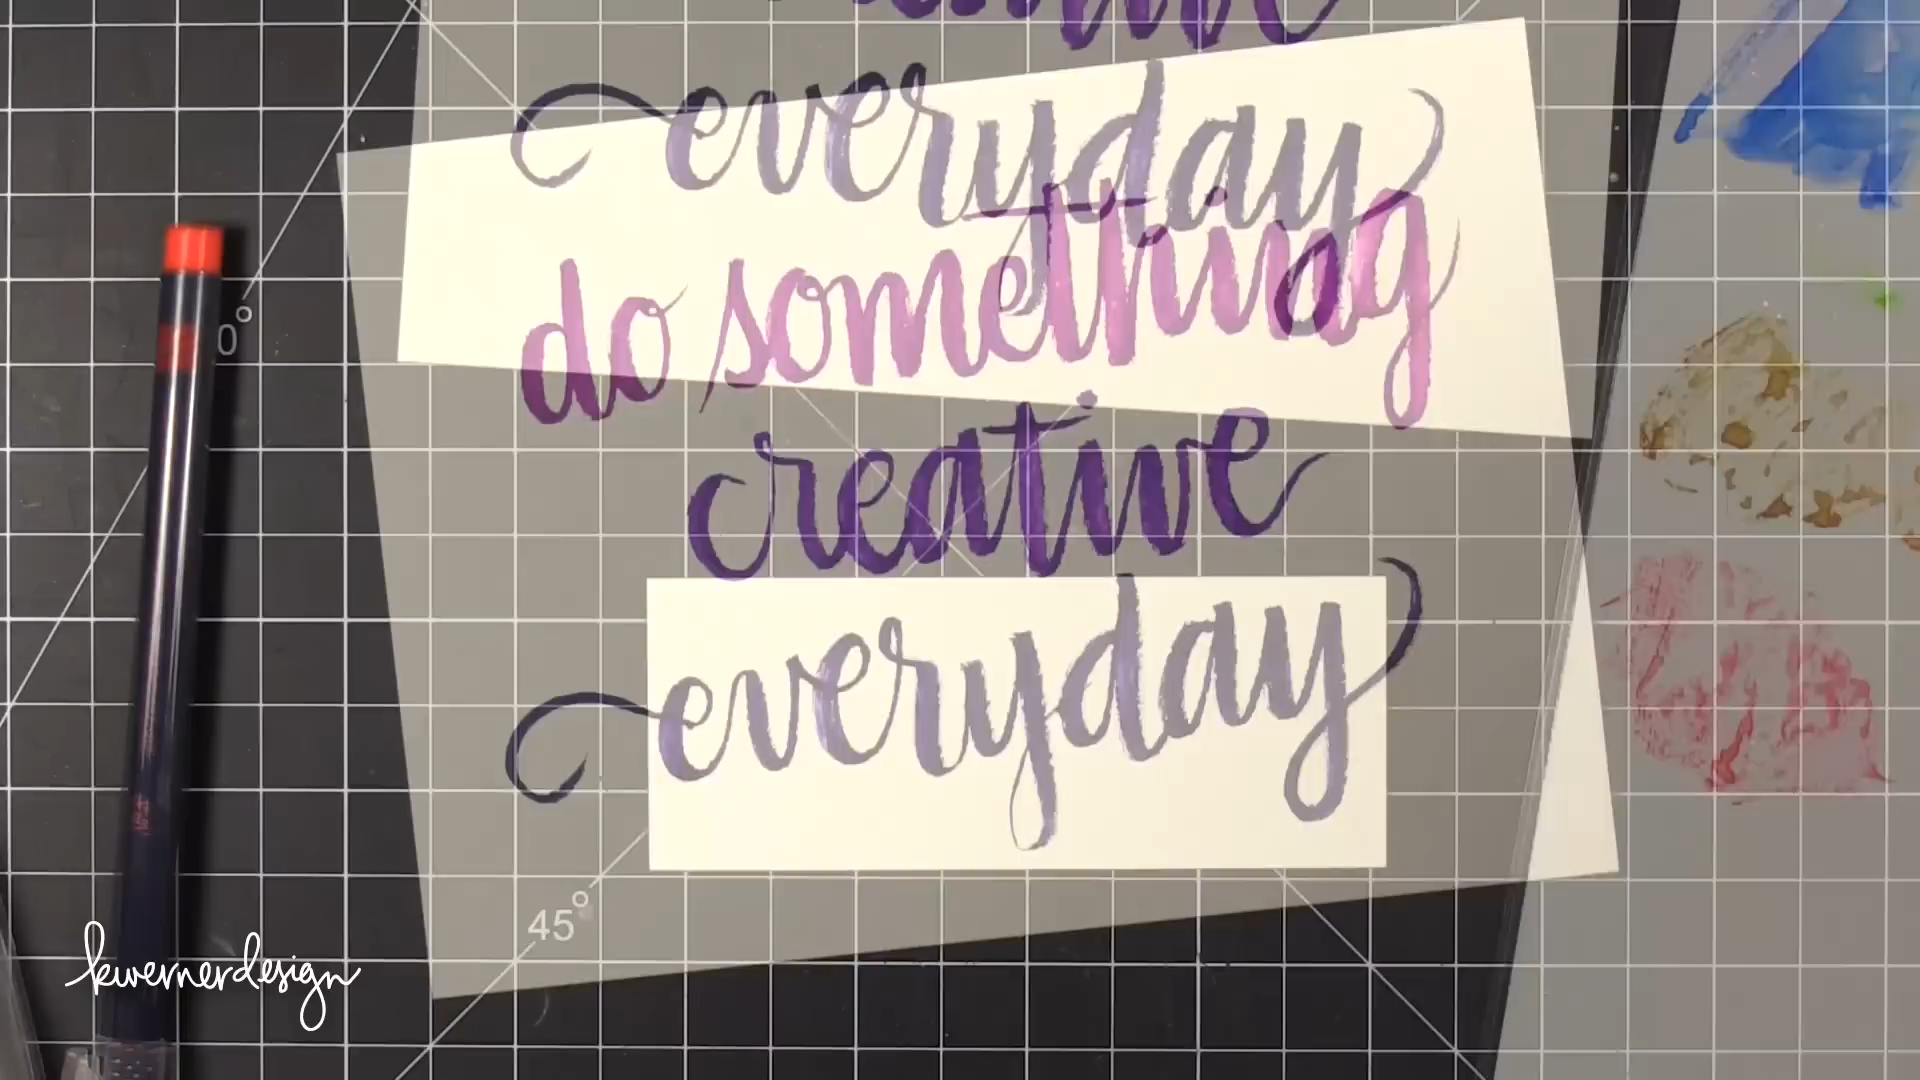 everyday
do something
creative
everyday
0°
45°
kwernerdesign